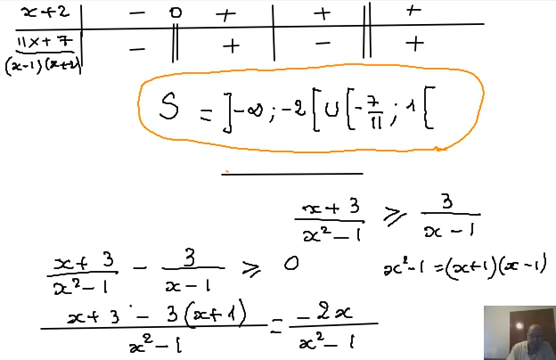 x+2 | − 0 + | + || +
(11x+7)/((x-1)(x+2)) | − || + | − || +
S = ]-∞ ; -2[ ∪ [-7/11 ; 1[
(x+3)/(x²-1) ≥ 3/(x-1)
(x+3)/(x²-1) - 3/(x-1) ≥ 0 x²-1 = (x+1)(x-1)
(x+3 - 3(x+1))/(x²-1) = (-2x)/(x²-1)